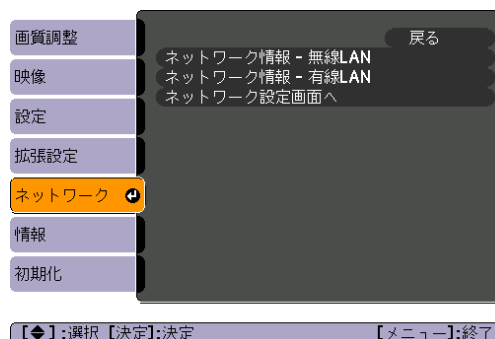 画質調整
映像
設定
拡張設定
ネットワーク
情報
初期化
戻る
ネットワーク情報 - 無線LAN
ネットワーク情報 - 有線LAN
ネットワーク設定画面へ
【◆】:選択【決定】:決定
【メニュー】:終了